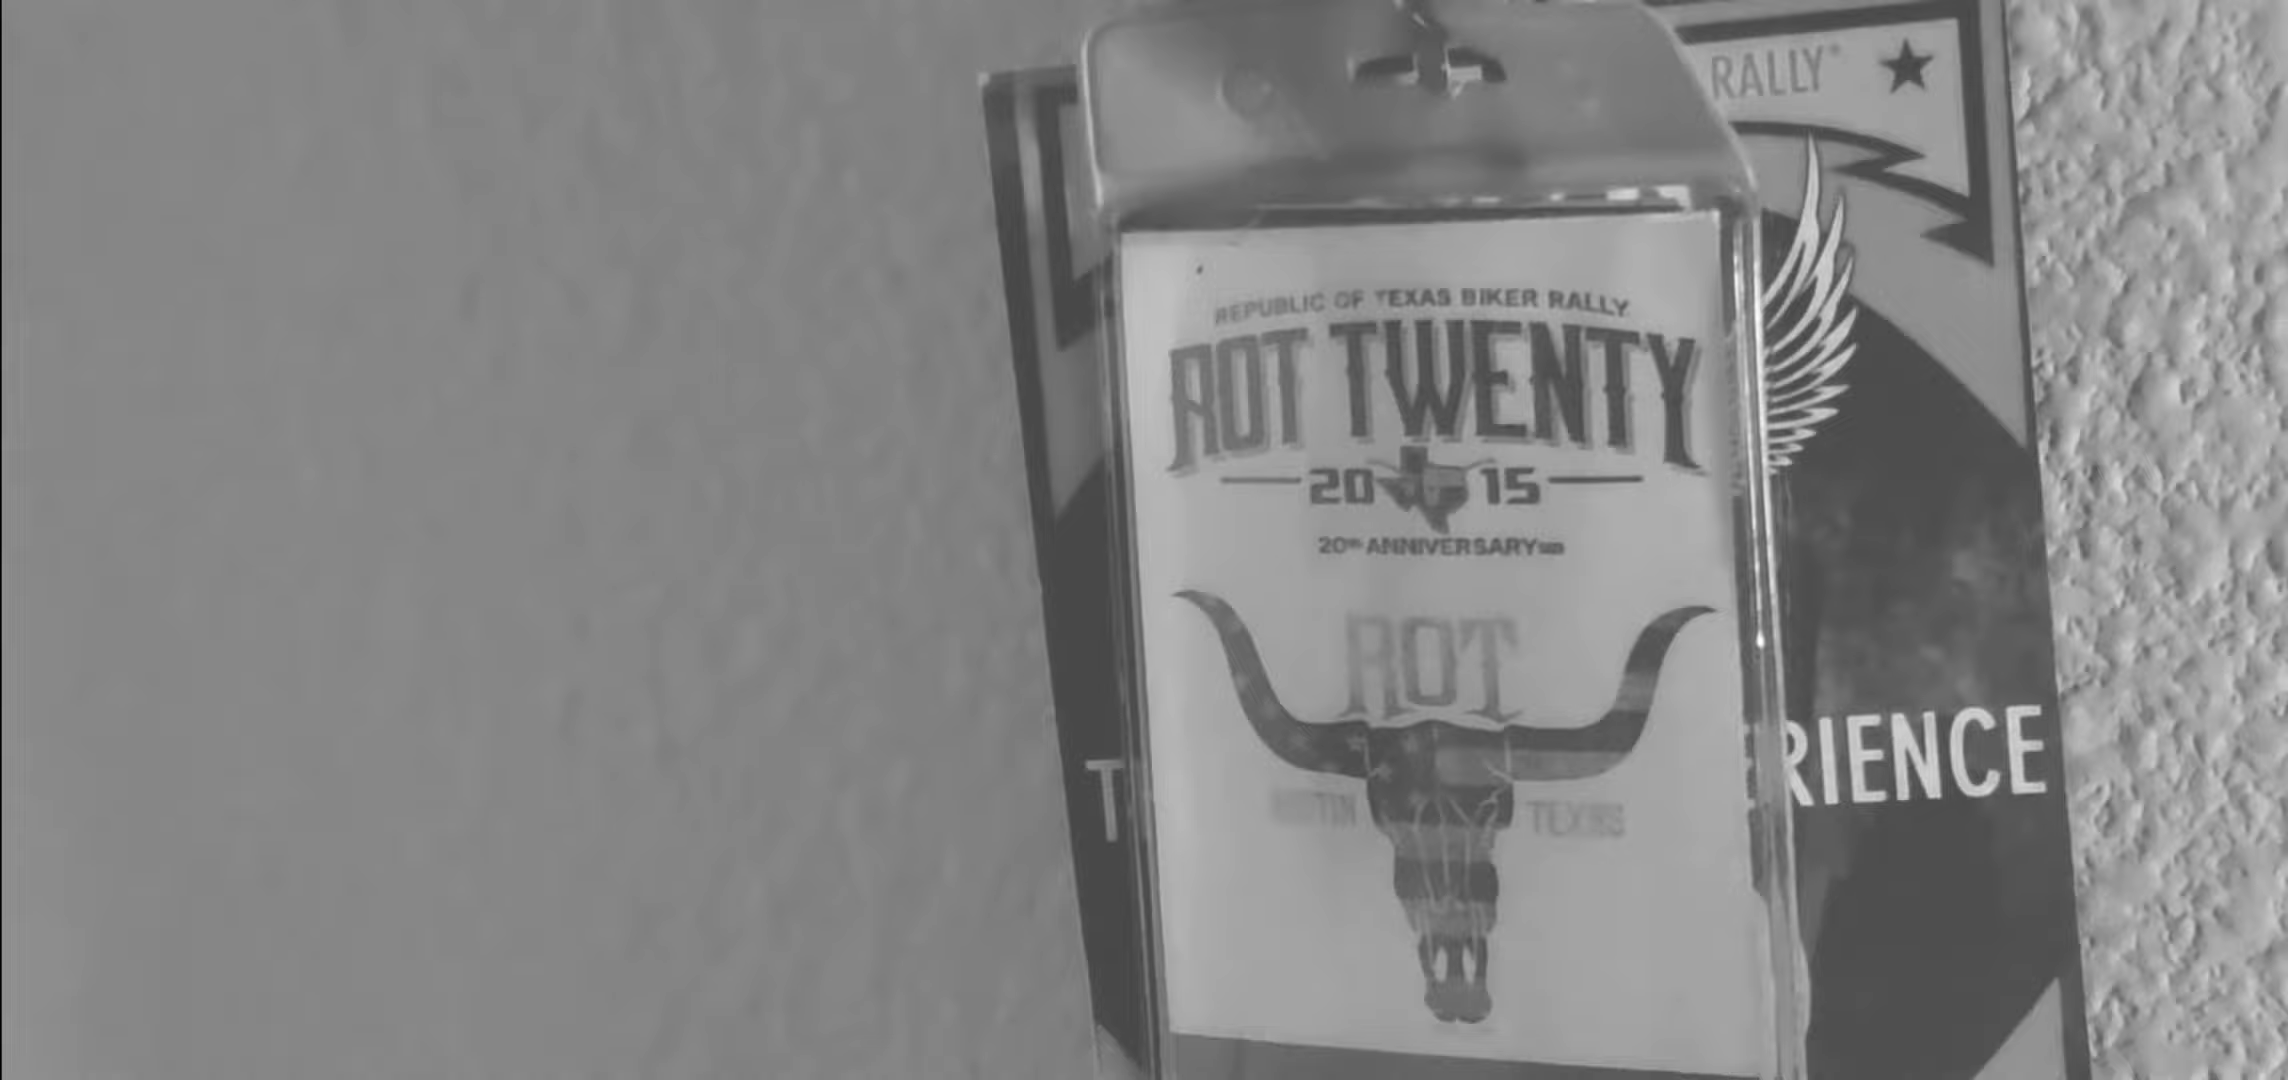 RALLY
REPUBLIC OF TEXAS BIKER RALLY
ROT TWENTY
20 15
20th ANNIVERSARY
ROT
TEXAS
T
RIENCE